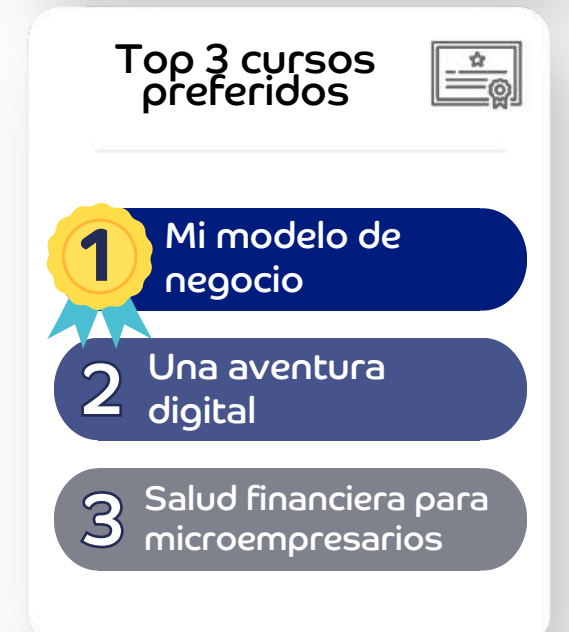 Top 3 cursos
preferidos
1
Mi modelo de
negocio
2
Una aventura
digital
3
Salud financiera para
microempresarios